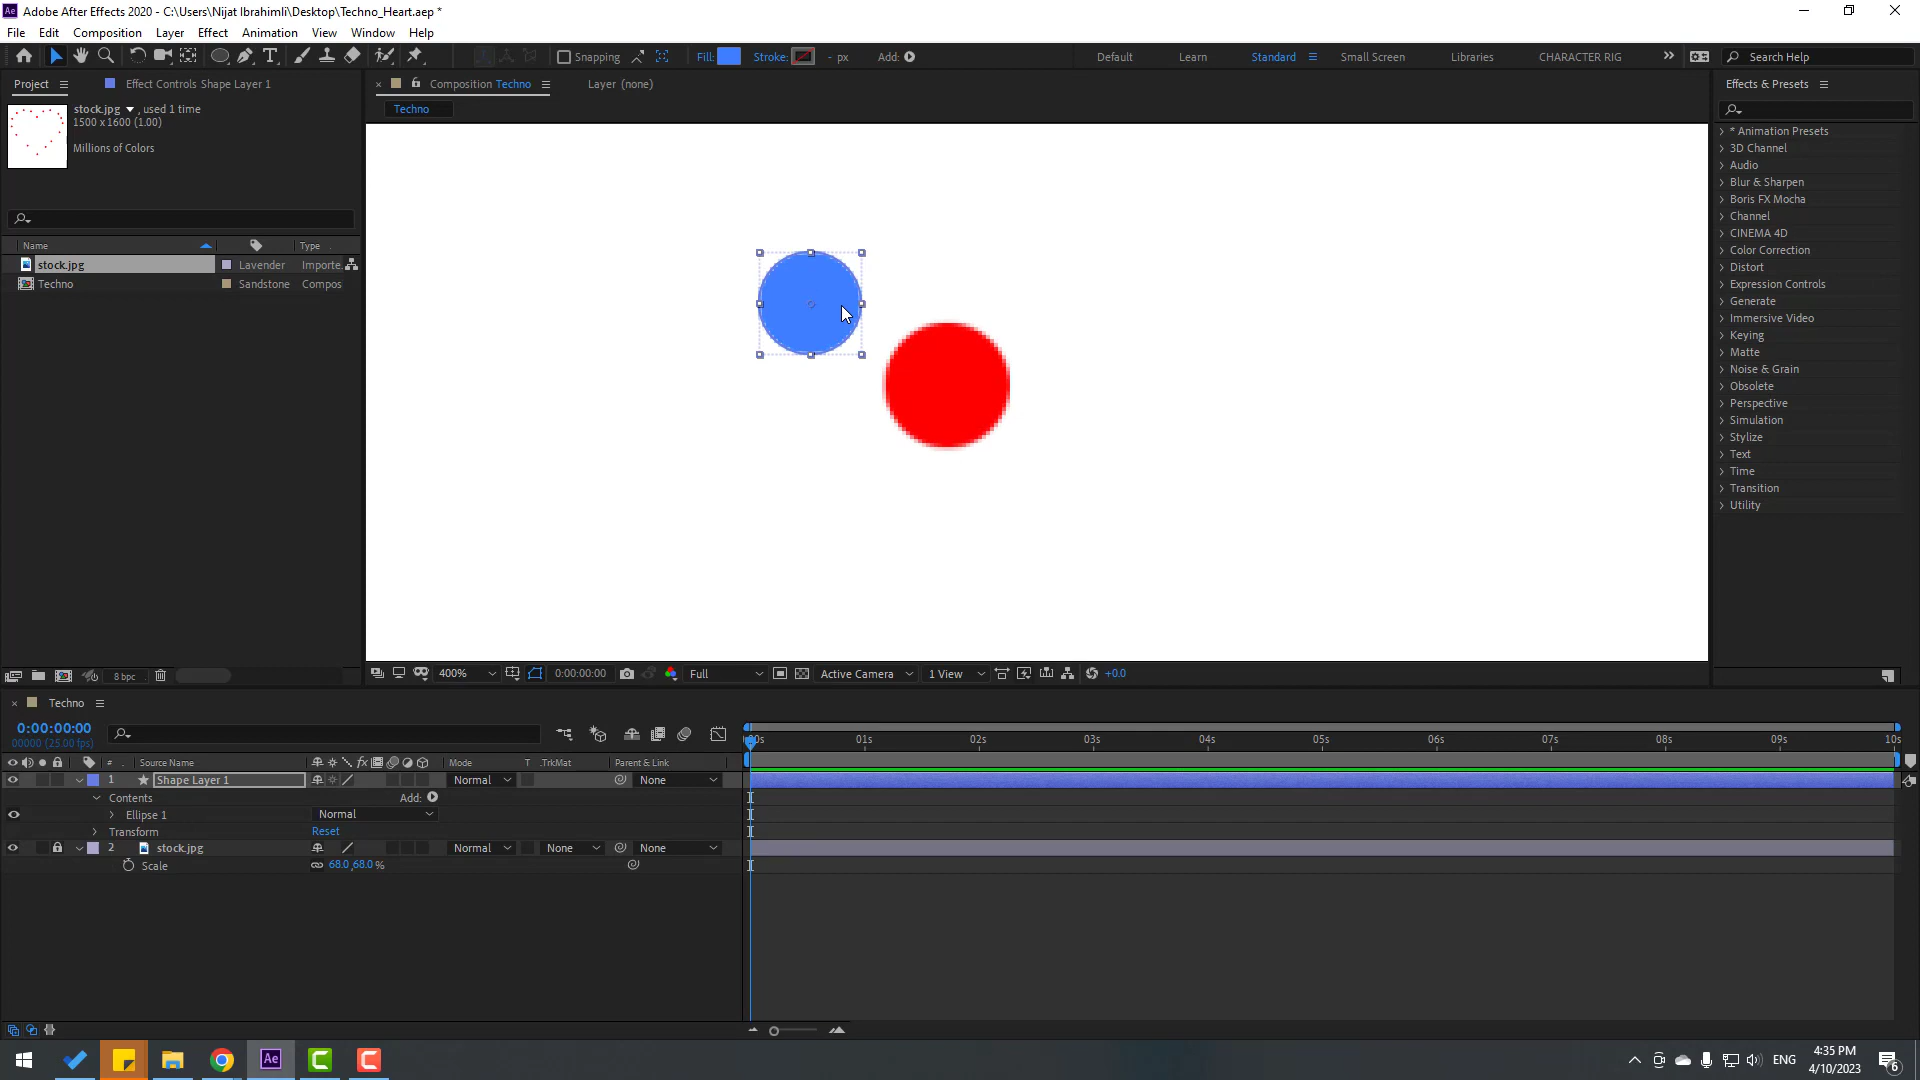 Adobe After Effects 2020 - C:\Users\Nijat Ibrahimli\Desktop\Techno_Heart.aep *
File Edit Composition Layer Effect Animation View Window Help
Snapping Fill: Stroke: - px Add: Default Learn Standard Small Screen Libraries CHARACTER RIG Search Help
Project Effect Controls Shape Layer 1 Composition Techno Layer (none) Effects & Presets
Techno
stock.jpg , used 1 time
1500 x 1600 (1.00)
Millions of Colors
Name Type
stock.jpg Lavender Importe
Techno Sandstone Compos
* Animation Presets
3D Channel
Audio
Blur & Sharpen
Boris FX Mocha
Channel
CINEMA 4D
Color Correction
Distort
Expression Controls
Generate
Immersive Video
Keying
Matte
Noise & Grain
Obsolete
Perspective
Simulation
Stylize
Text
Time
Transition
Utility
8 bpc 400% 0:00:00:00 Full Active Camera 1 View +0.0
Techno
0:00:00:00
00000 (25.00 fps)
00s 01s 02s 03s 04s 05s 06s 07s 08s 09s 10s
# Source Name Mode T .TrkMat Parent & Link
1 Shape Layer 1 Normal None
Contents Add:
Ellipse 1 Normal
Transform Reset
2 stock.jpg Normal None None
Scale 68.0,68.0 %
ENG 4:35 PM
4/10/2023 6